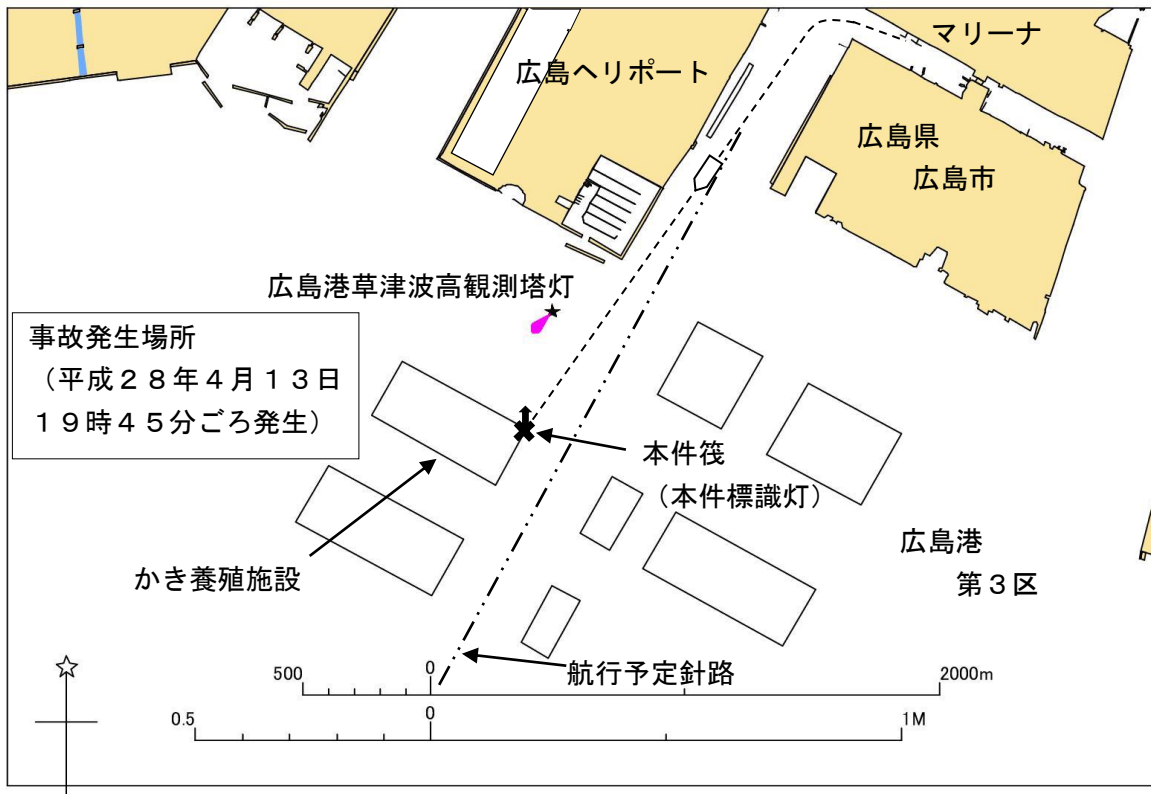 マリーナ
広島ヘリポート
広島県
広島市
広島港草津波高観測塔灯
事故発生場所
（平成２８年４月１３日
１９時４５分ごろ発生）
本件筏
（本件標識灯）
広島港
第３区
かき養殖施設
航行予定針路
500
0
2000m
0.5
0
1M